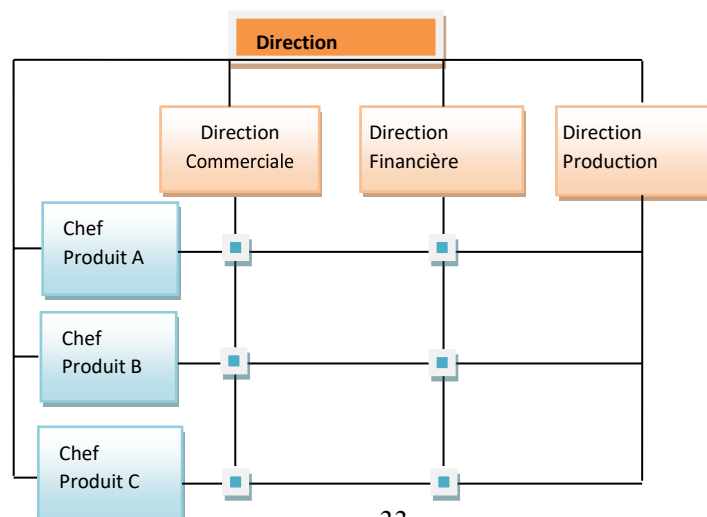 Direction
Direction
Commerciale
Direction
Financière
Direction
Production
Chef
Produit A
Chef
Produit B
Chef
Produit C